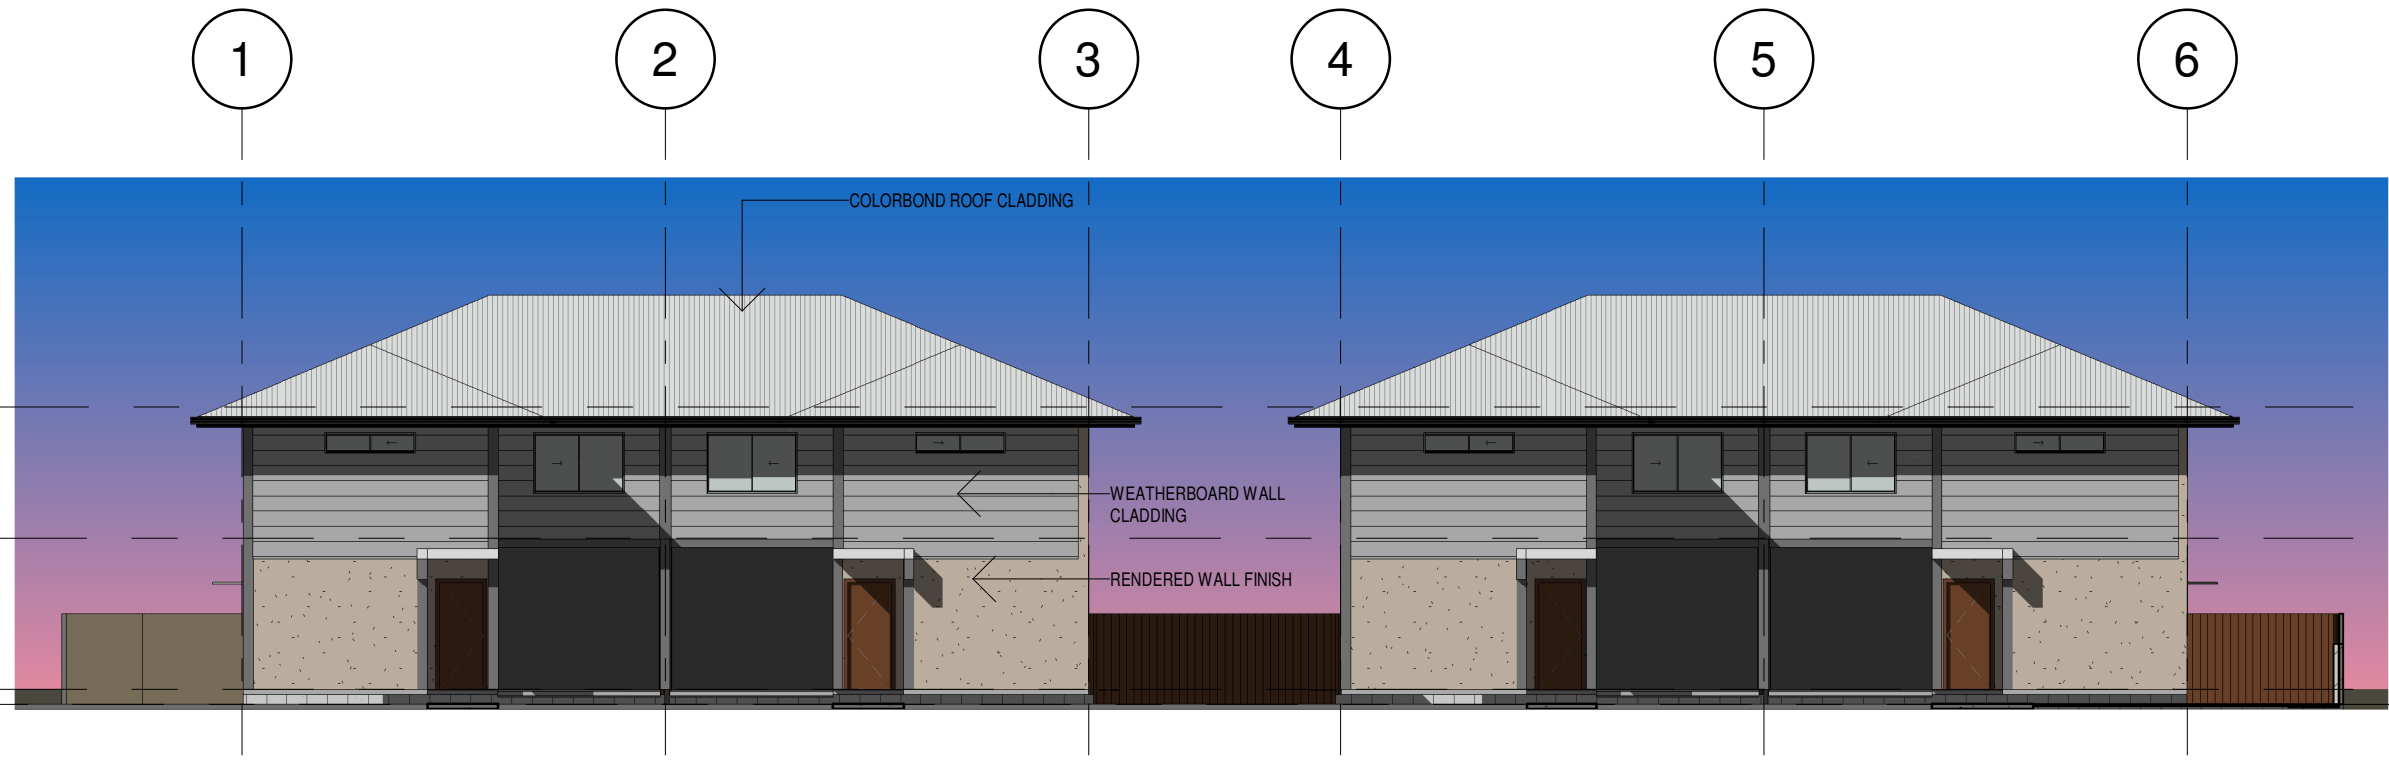 1 2 3 4 5 6
COLORBOND ROOF CLADDING
WEATHERBOARD WALL
CLADDING
RENDERED WALL FINISH